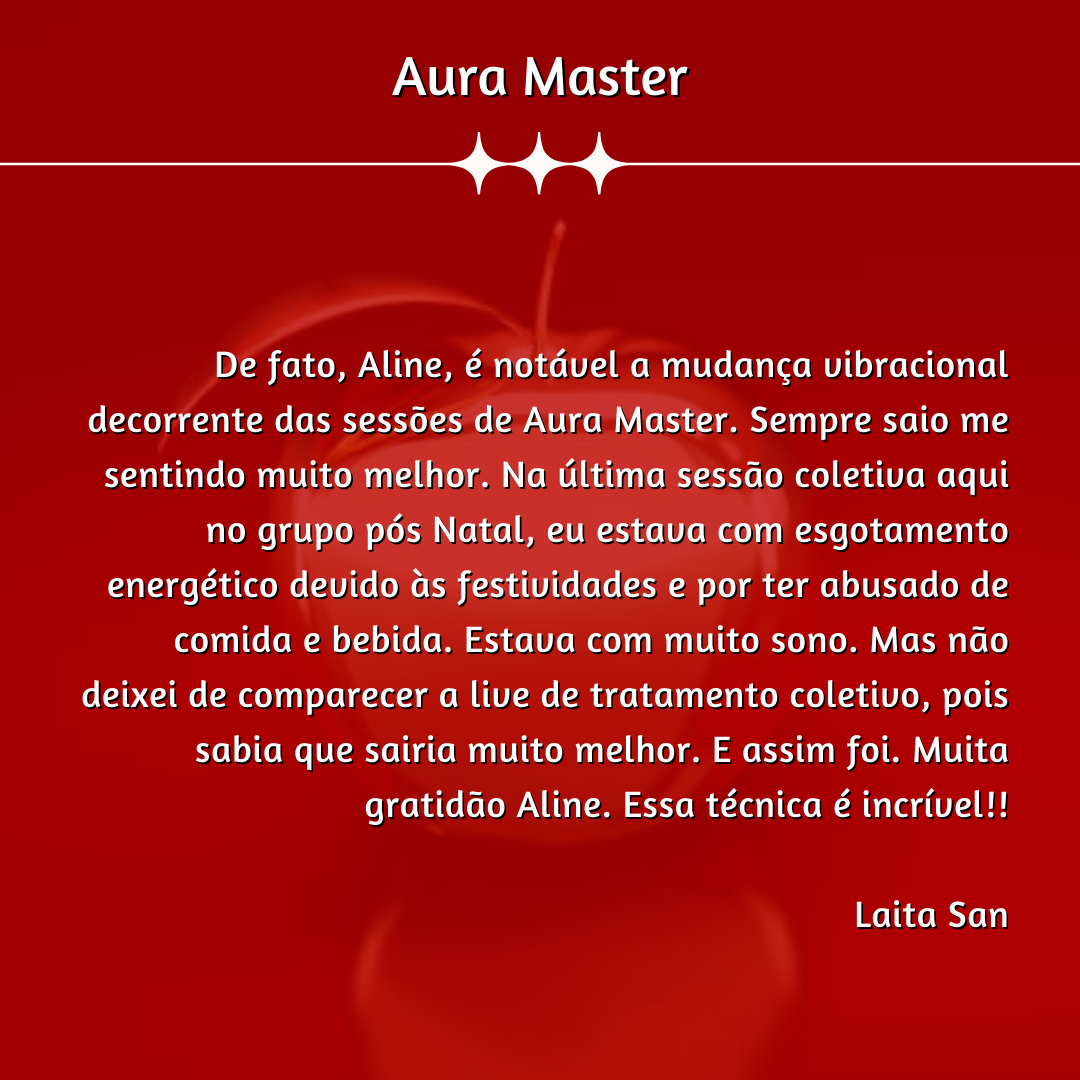 Aura Master
De fato, Aline, é notável a mudança vibracional
decorrente das sessões de Aura Master. Sempre saio me
sentindo muito melhor. Na última sessão coletiva aqui
no grupo pós Natal, eu estava com esgotamento
energético devido às festividades e por ter abusado de
comida e bebida. Estava com muito sono. Mas não
deixei de comparecer a live de tratamento coletivo, pois
sabia que sairia muito melhor. E assim foi. Muita
gratidão Aline. Essa técnica é incrível!!
Laita San